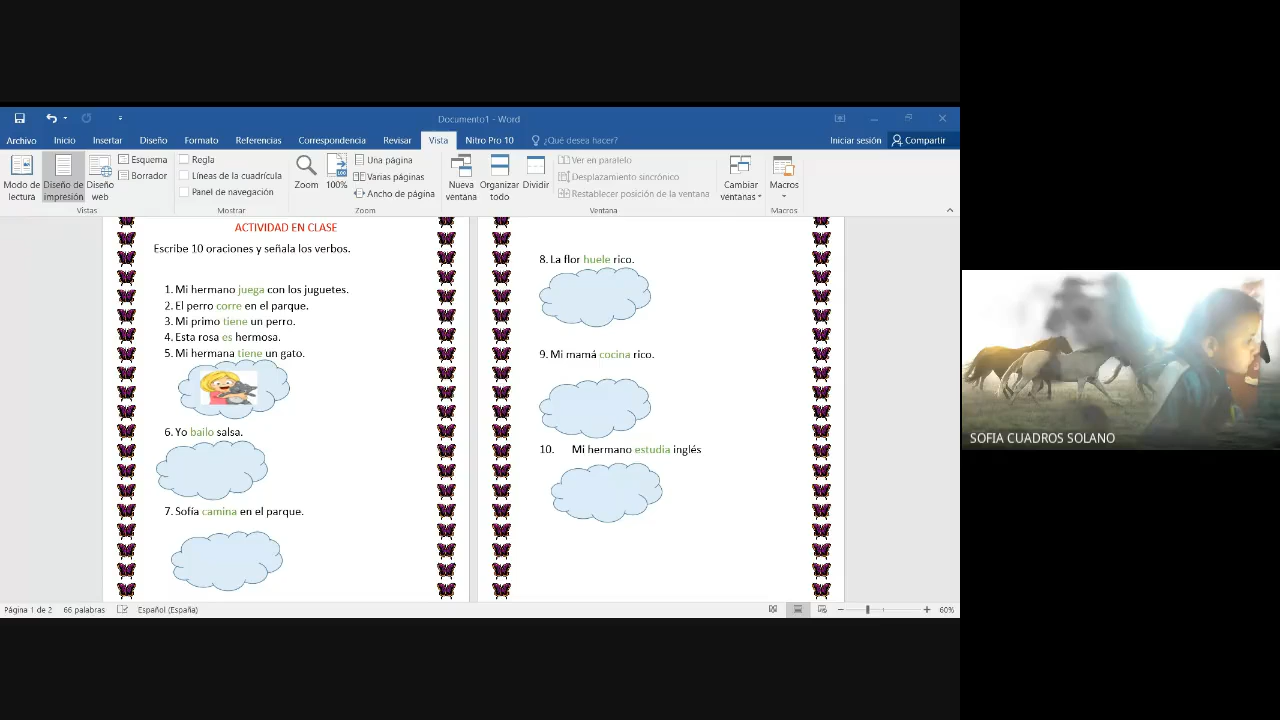 Documento1 - Word
Archivo Inicio Insertar Diseño Formato Referencias Correspondencia Revisar Vista Nitro Pro 10 ¿Qué desea hacer? Iniciar sesión Compartir
Modo de lectura
Diseño de impresión
Diseño web
Esquema
Borrador
Vistas
Regla
Líneas de la cuadrícula
Panel de navegación
Mostrar
Zoom
100%
Una página
Varias páginas
Ancho de página
Zoom
Nueva ventana
Organizar todo
Dividir
Ver en paralelo
Desplazamiento sincrónico
Restablecer posición de la ventana
Ventana
Cambiar ventanas
Macros
Macros
ACTIVIDAD EN CLASE
Escribe 10 oraciones y señala los verbos.
1. Mi hermano juega con los juguetes.
2. El perro corre en el parque.
3. Mi primo tiene un perro.
4. Esta rosa es hermosa.
5. Mi hermana tiene un gato.
6. Yo bailo salsa.
7. Sofía camina en el parque.
8. La flor huele rico.
9. Mi mamá cocina rico.
10. Mi hermano estudia inglés
Página 1 de 2 66 palabras Español (España) 60%
SOFIA CUADROS SOLANO